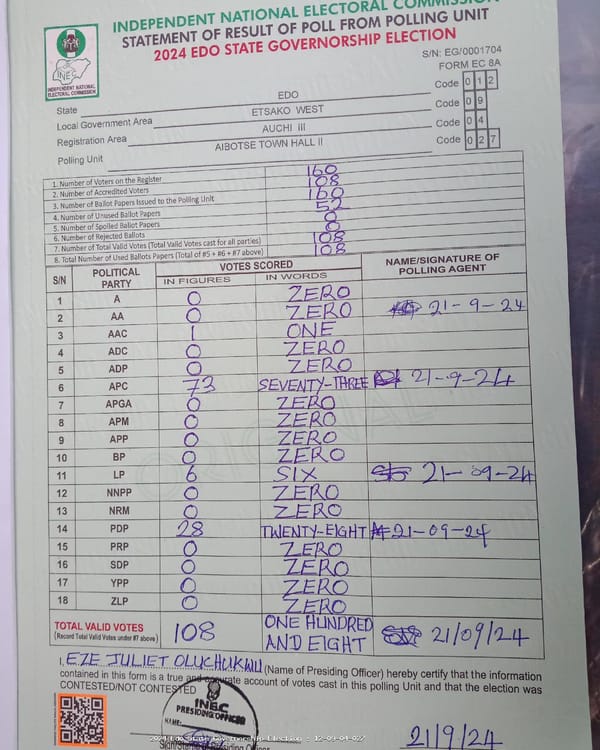 INDEPENDENT NATIONAL ELECTORAL COMMISSION
STATEMENT OF RESULT OF POLL FROM POLLING UNIT
2024 EDO STATE GOVERNORSHIP ELECTION
INEC
INDEPENDENT NATIONAL
ELECTORAL COMMISSION
S/N: EG/0001704
FORM EC 8A
State EDO Code 0 1 2
Local Government Area ETSAKO WEST Code 0 9
Registration Area AUCHI III Code 0 4
Polling Unit AIBOTSE TOWN HALL II Code 0 2 7
1. Number of Voters on the Register 160
2. Number of Accredited Voters 108
3. Number of Ballot Papers Issued to the Polling Unit 160
4. Number of Unused Ballot Papers 52
5. Number of Spoiled Ballot Papers 0
6. Number of Rejected Ballots 0
7. Number of Total Valid Votes (Total Valid Votes cast for all parties) 108
8. Total Number of Used Ballots Papers (Total of #5 + #6 + #7 above) 108
S/N POLITICAL PARTY VOTES SCORED NAME/SIGNATURE OF POLLING AGENT
IN FIGURES IN WORDS
1 A 0 ZERO
2 AA 0 ZERO 21-9-24
3 AAC 1 ONE
4 ADC 0 ZERO
5 ADP 0 ZERO
6 APC 73 SEVENTY-THREE 21-9-24
7 APGA 0 ZERO
8 APM 0 ZERO
9 APP 0 ZERO
10 BP 0 ZERO
11 LP 6 SIX 21-09-24
12 NNPP 0 ZERO
13 NRM 0 ZERO
14 PDP 28 TWENTY-EIGHT 21-09-24
15 PRP 0 ZERO
16 SDP 0 ZERO
17 YPP 0 ZERO
18 ZLP 0 ZERO
TOTAL VALID VOTES 108 ONE HUNDRED AND EIGHT 21/09/24
(Record Total Valid Votes under #7 above)
I, EZE JULIET OLUCHUKWU (Name of Presiding Officer) hereby certify that the information
contained in this form is a true and accurate account of votes cast in this polling Unit and that the election was
CONTESTED/NOT CONTESTED
INEC
PRESIDING OFFICER
NAME:
2024 Edo State Governorship Election - 12-09-04-027
Signature of Presiding Officer
21/9/24